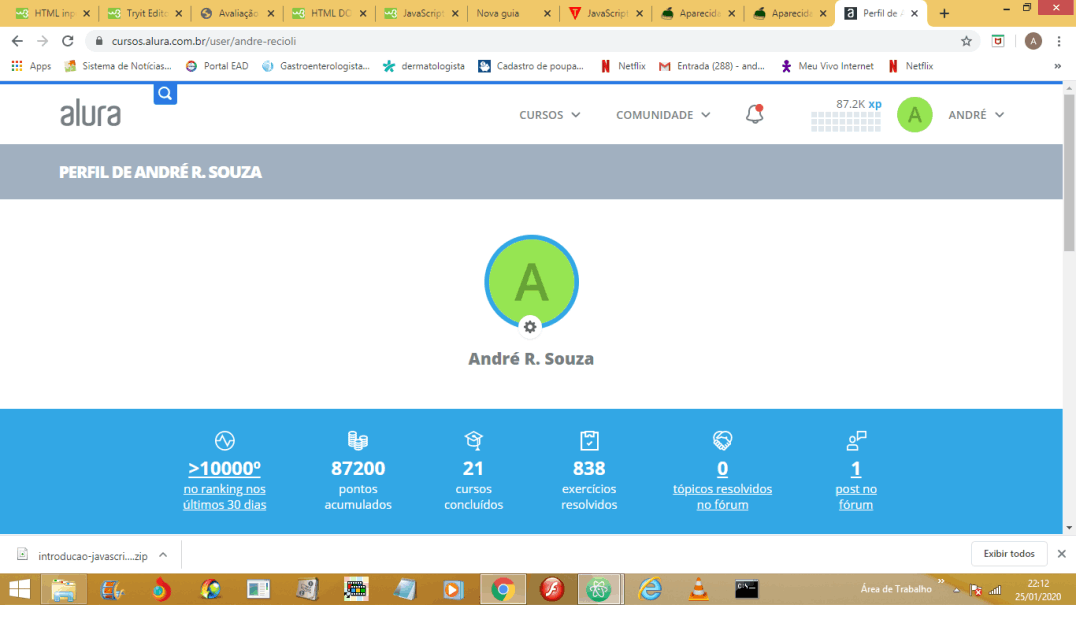 HTML inp
Tryit Edito
Avaliação
HTML DO
JavaScript
Nova guia
JavaScript
Aparecida
Aparecida
Perfil de A
cursos.alura.com.br/user/andre-recioli
A
Apps
Sistema de Notícias...
Portal EAD
Gastroenterologista...
dermatologista
Cadastro de poupa...
Netflix
Entrada (288) - and...
Meu Vivo Internet
Netflix
»
alura
CURSOS
COMUNIDADE
87.2K xp
A
ANDRÉ
PERFIL DE ANDRÉ R. SOUZA
A
André R. Souza
>10000º
no ranking nos
últimos 30 dias
87200
pontos
acumulados
21
cursos
concluídos
838
exercícios
resolvidos
0
tópicos resolvidos
no fórum
1
post no
fórum
introducao-javascri....zip
Exibir todos
Área de Trabalho
»
22:12
25/01/2020